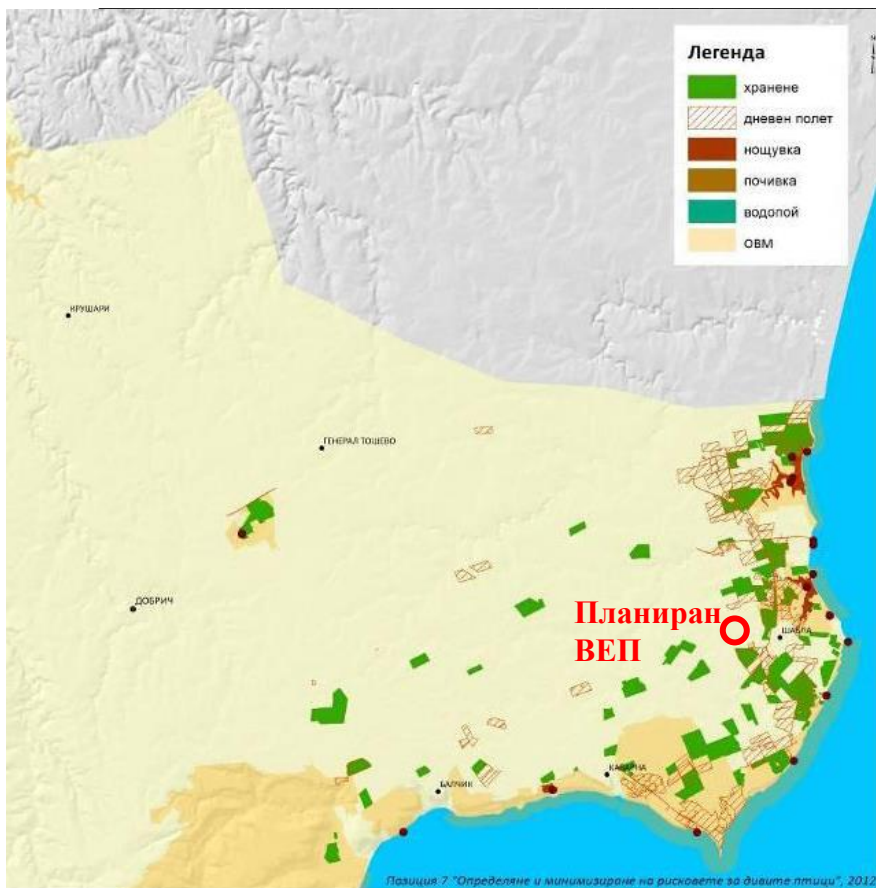 Легенда
хранене
дневен полет
нощувка
почивка
водопой
ОВМ
КРУШАРИ
ГЕНЕРАЛ ТОШЕВО
ДОБРИЧ
Планиран
ВЕП
ШАБЛА
КАВАРНА
БАЛЧИК
Позиция 7 "Определяне и минимизиране на рисковете за дивите птици", 2012